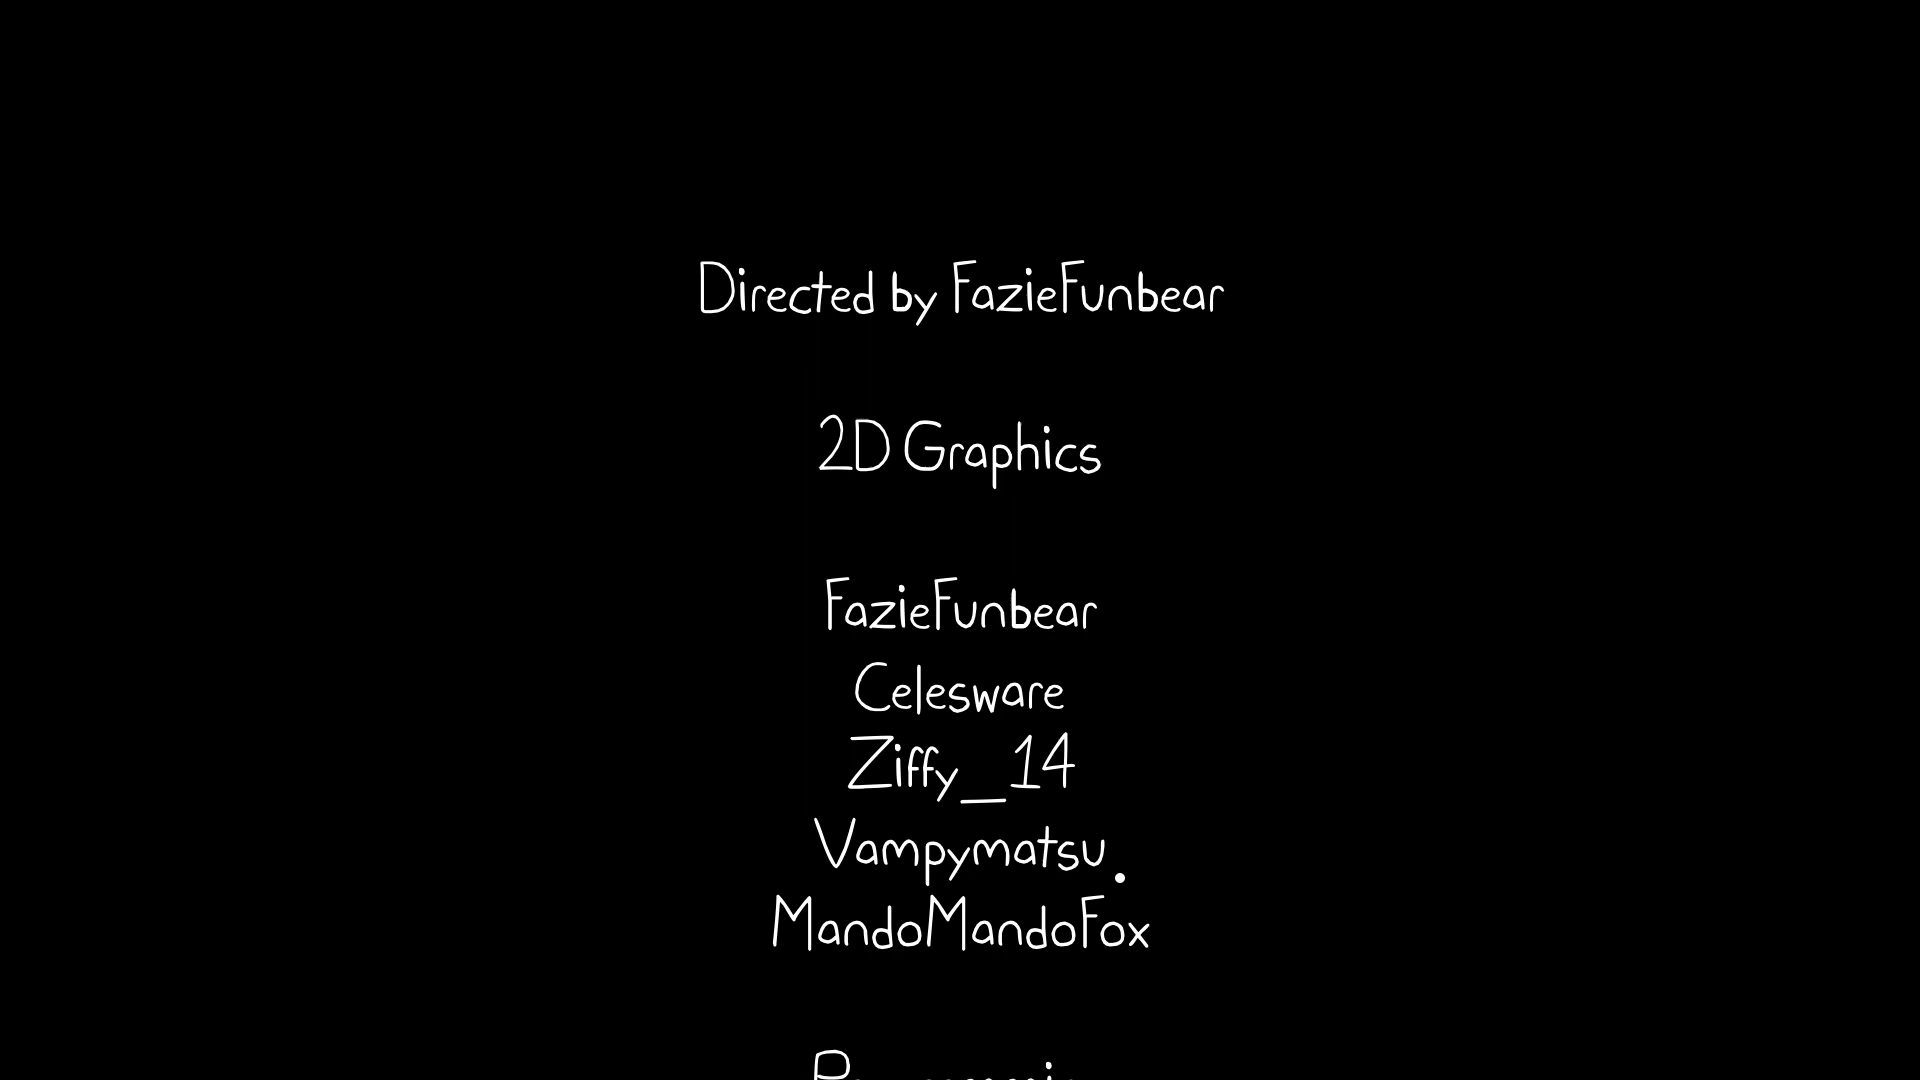 Directed by FazieFunbear
2D Graphics
FazieFunbear
Celesware
Ziffy_14
Vampymatsu
MandoMandoFox